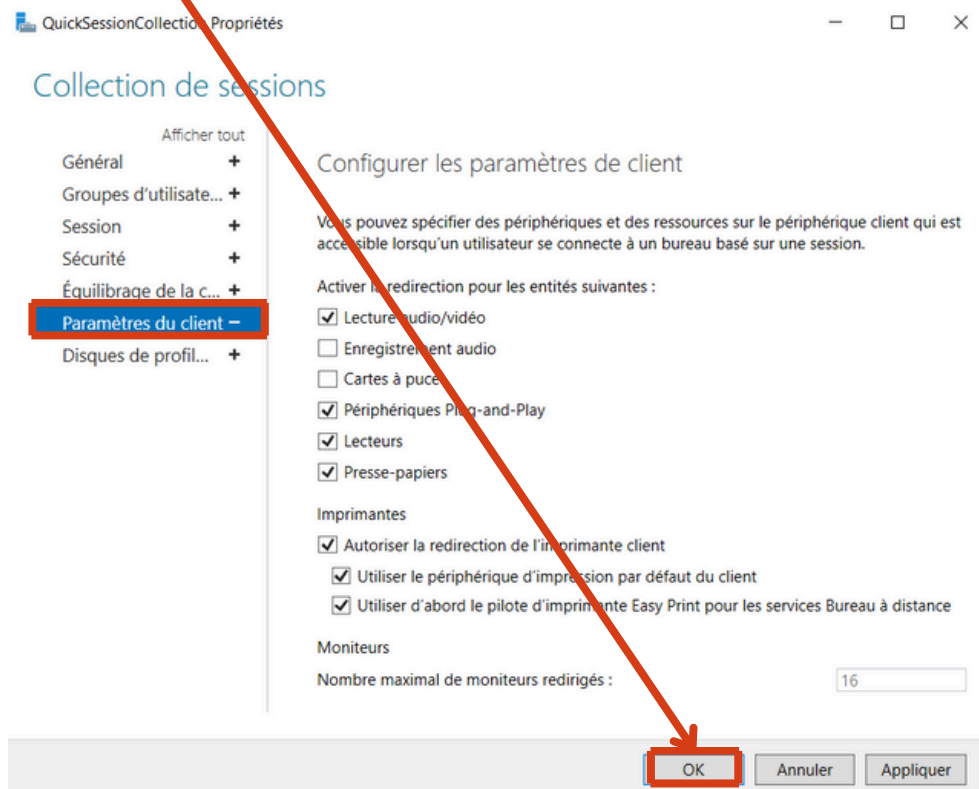 QuickSessionCollection Propriétés
Collection de sessions
Afficher tout
Général +
Groupes d'utilisate... +
Session +
Sécurité +
Équilibrage de la c... +
Paramètres du client –
Disques de profil... +
Configurer les paramètres de client
Vous pouvez spécifier des périphériques et des ressources sur le périphérique client qui est
accessible lorsqu'un utilisateur se connecte à un bureau basé sur une session.
Activer la redirection pour les entités suivantes :
Lecture audio/vidéo
Enregistrement audio
Cartes à puce
Périphériques Plug-and-Play
Lecteurs
Presse-papiers
Imprimantes
Autoriser la redirection de l'imprimante client
Utiliser le périphérique d'impression par défaut du client
Utiliser d'abord le pilote d'imprimante Easy Print pour les services Bureau à distance
Moniteurs
Nombre maximal de moniteurs redirigés : 16
OK Annuler Appliquer